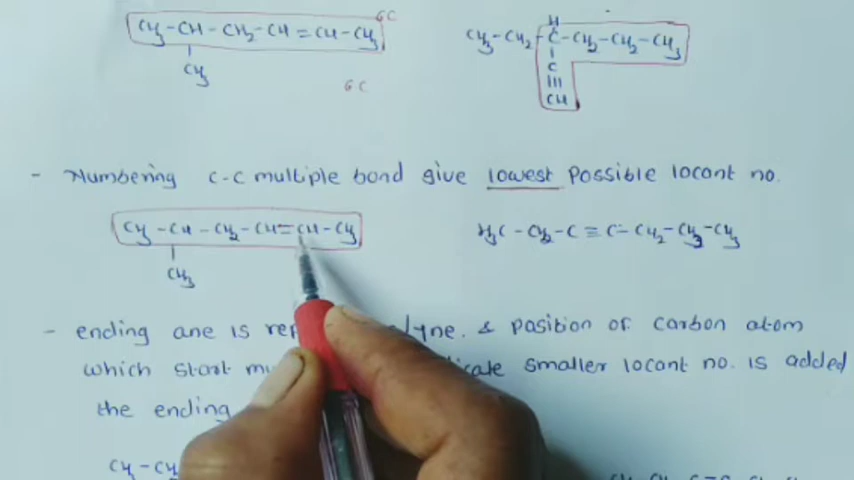 CH3-CH-CH2-CH=CH-CH3 6C
CH3
6C
CH3-CH2-C-CH2-CH2-CH3
H
C
|||
CH
- Numbering C-C multiple bond give lowest possible locant no.
CH3-CH-CH2-CH=CH-CH3
CH3
H3C-CH2-C≡C-CH2-CH2-CH3
- ending ane is yne. & position of carbon atom
which start smaller locant no. is added
the ending
CH3-CH2